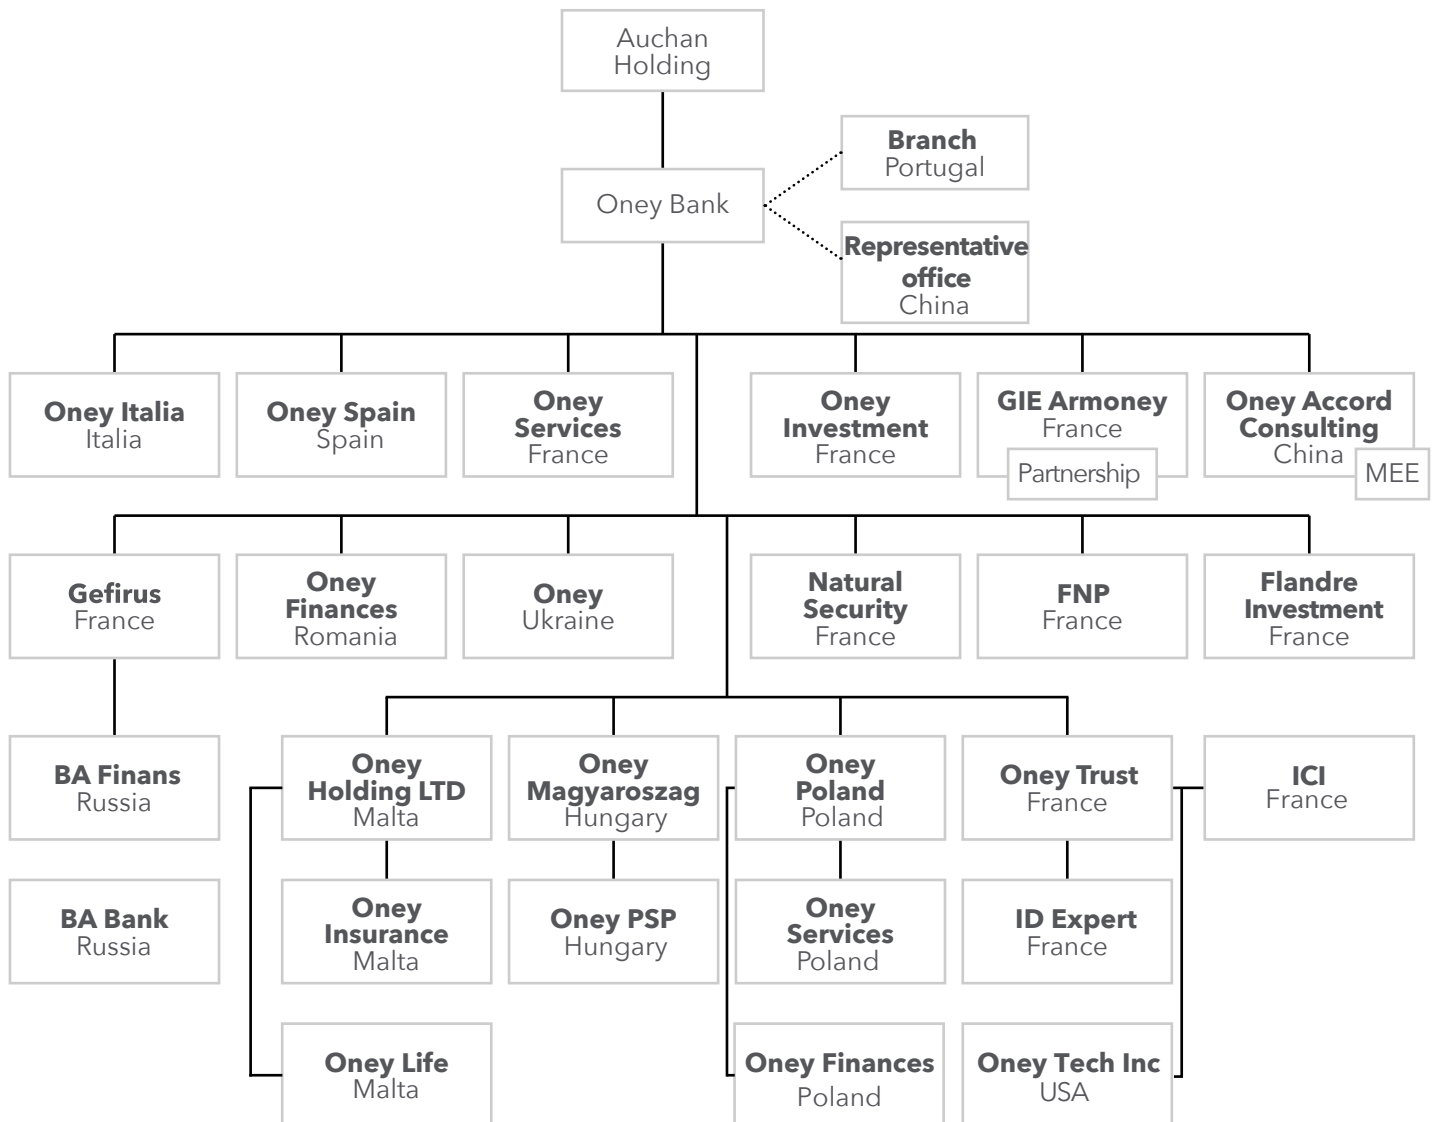 Auchan
Holding
Branch
Portugal
Oney Bank
Representative
office
China
Oney Italia
Italia
Oney Spain
Spain
Oney
Services
France
Oney
Investment
France
GIE Armoney
France
Partnership
Oney Accord
Consulting
China
MEE
Gefirus
France
Oney
Finances
Romania
Oney
Ukraine
Natural
Security
France
FNP
France
Flandre
Investment
France
BA Finans
Russia
Oney
Holding LTD
Malta
Oney
Magyaroszag
Hungary
Oney
Poland
Poland
Oney Trust
France
ICI
France
BA Bank
Russia
Oney
Insurance
Malta
Oney PSP
Hungary
Oney
Services
Poland
ID Expert
France
Oney Life
Malta
Oney Finances
Poland
Oney Tech Inc
USA